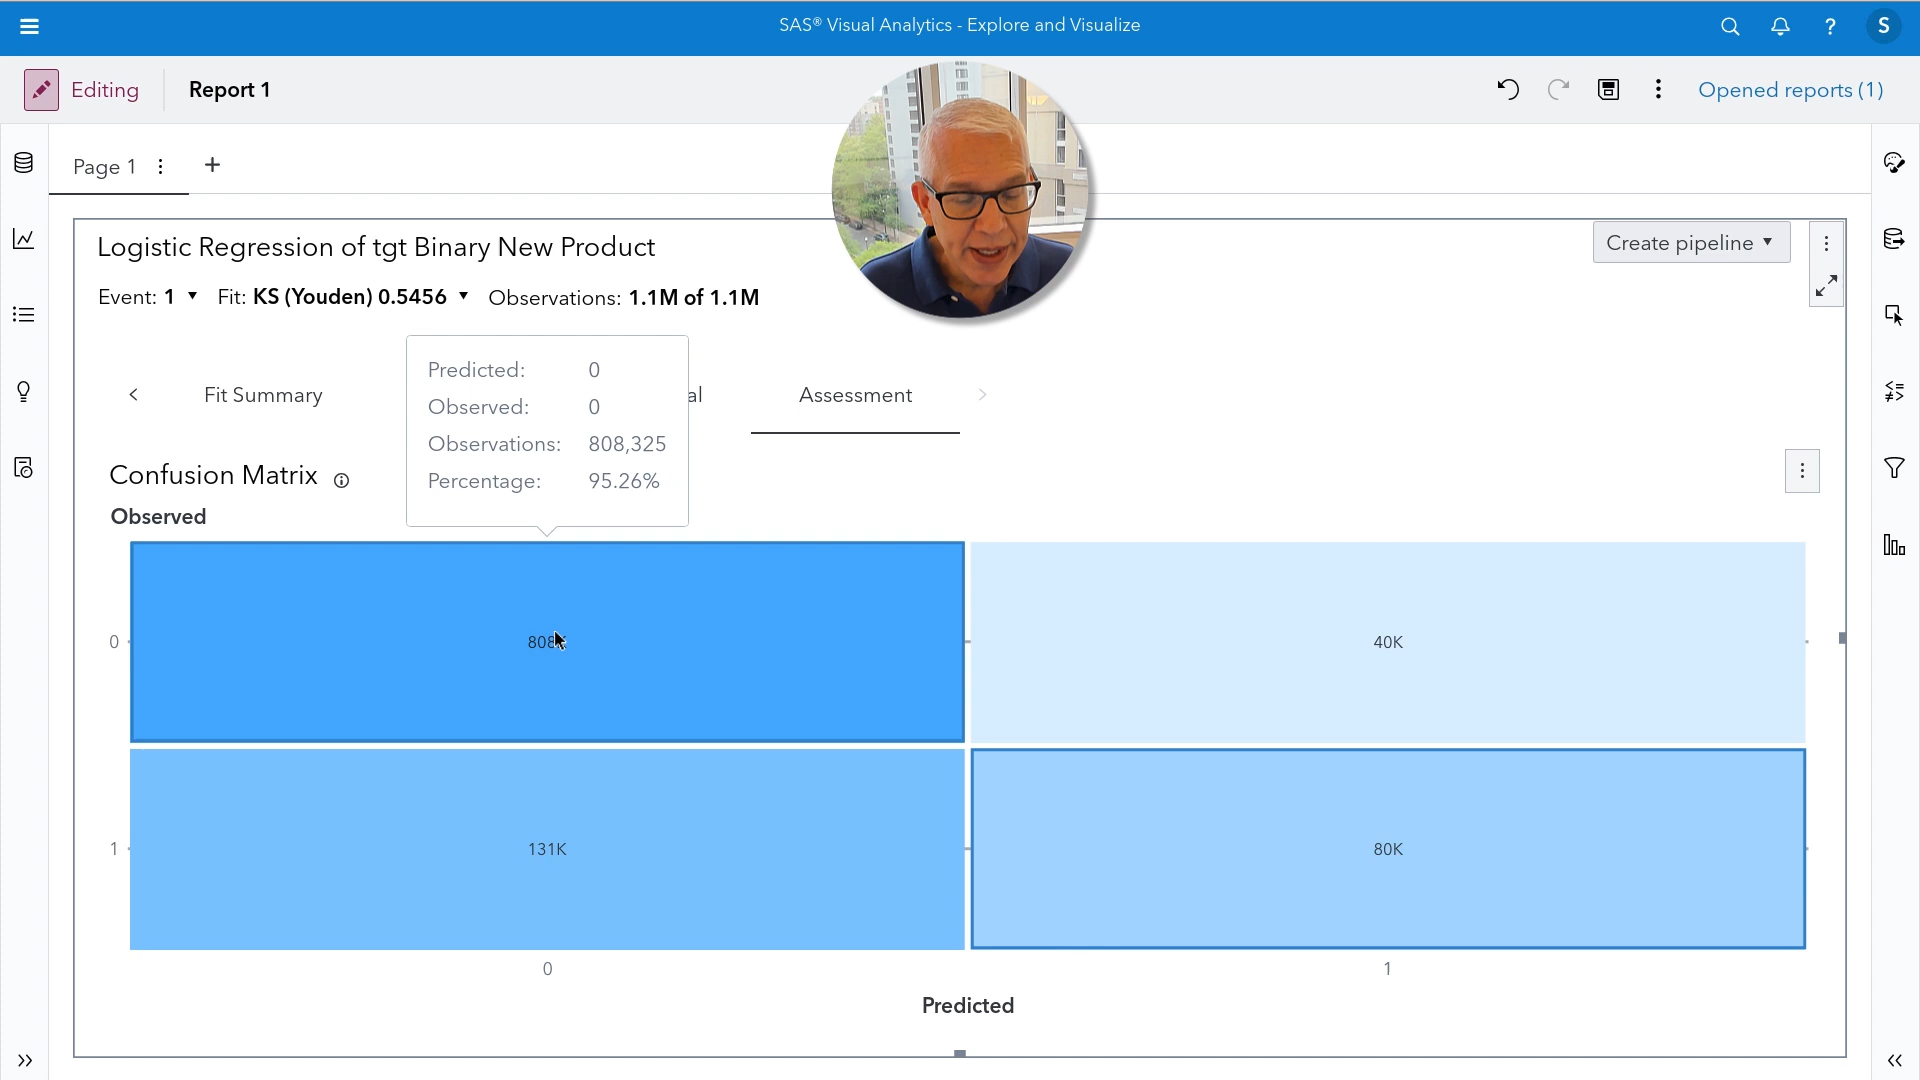 SAS® Visual Analytics - Explore and Visualize
?
S
Editing
Report 1
Opened reports (1)
Page 1
+
Logistic Regression of tgt Binary New Product
Create pipeline
Event: 1
Fit: KS (Youden) 0.5456
Observations: 1.1M of 1.1M
Predicted: 0
Observed: 0
Observations: 808,325
Percentage: 95.26%
Fit Summary
al
Assessment
Confusion Matrix
Observed
0
808K
40K
1
131K
80K
0
1
Predicted